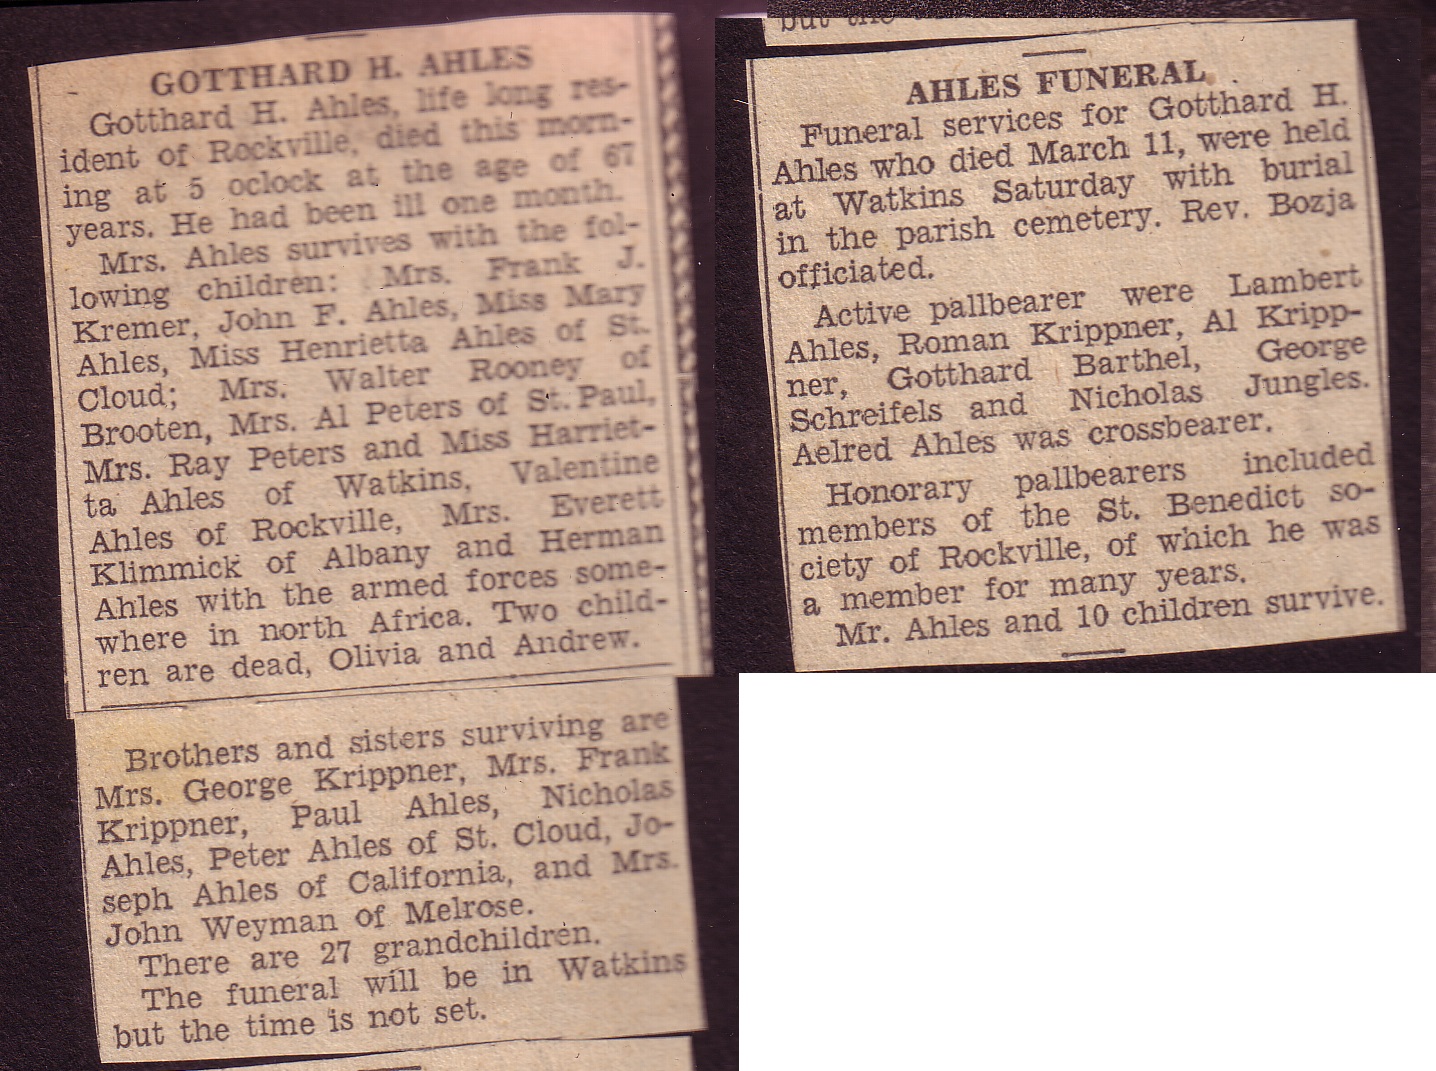 GOTTHARD H. AHLES
Gotthard H. Ahles, life long res-
ident of Rockville, died this morn-
ing at 5 oclock at the age of 67
years. He had been ill one month.
Mrs. Ahles survives with the fol-
lowing children: Mrs. Frank J.
Kremer, John F. Ahles, Miss Mary
Ahles, Miss Henrietta Ahles of St.
Cloud; Mrs. Walter Rooney of
Brooten, Mrs. Al Peters of St. Paul,
Mrs. Ray Peters and Miss Harriet-
ta Ahles of Watkins, Valentine
Ahles of Rockville, Mrs. Everett
Klimmick of Albany and Herman
Ahles with the armed forces some-
where in north Africa. Two child-
ren are dead, Olivia and Andrew.
Brothers and sisters surviving are
Mrs. George Krippner, Mrs. Frank
Krippner, Paul Ahles, Nicholas
Ahles, Peter Ahles of St. Cloud, Jo-
seph Ahles of California, and Mrs.
John Weyman of Melrose.
There are 27 grandchildren.
The funeral will be in Watkins
but the time is not set.
but the
AHLES FUNERAL
Funeral services for Gotthard H.
Ahles who died March 11, were held
at Watkins Saturday with burial
in the parish cemetery. Rev. Bozja
officiated.
Active pallbearer were Lambert
Ahles, Roman Krippner, Al Kripp-
ner, Gotthard Barthel, George
Schreifels and Nicholas Jungles.
Aelred Ahles was crossbearer.
Honorary pallbearers included
members of the St. Benedict so-
ciety of Rockville, of which he was
a member for many years.
Mr. Ahles and 10 children survive.